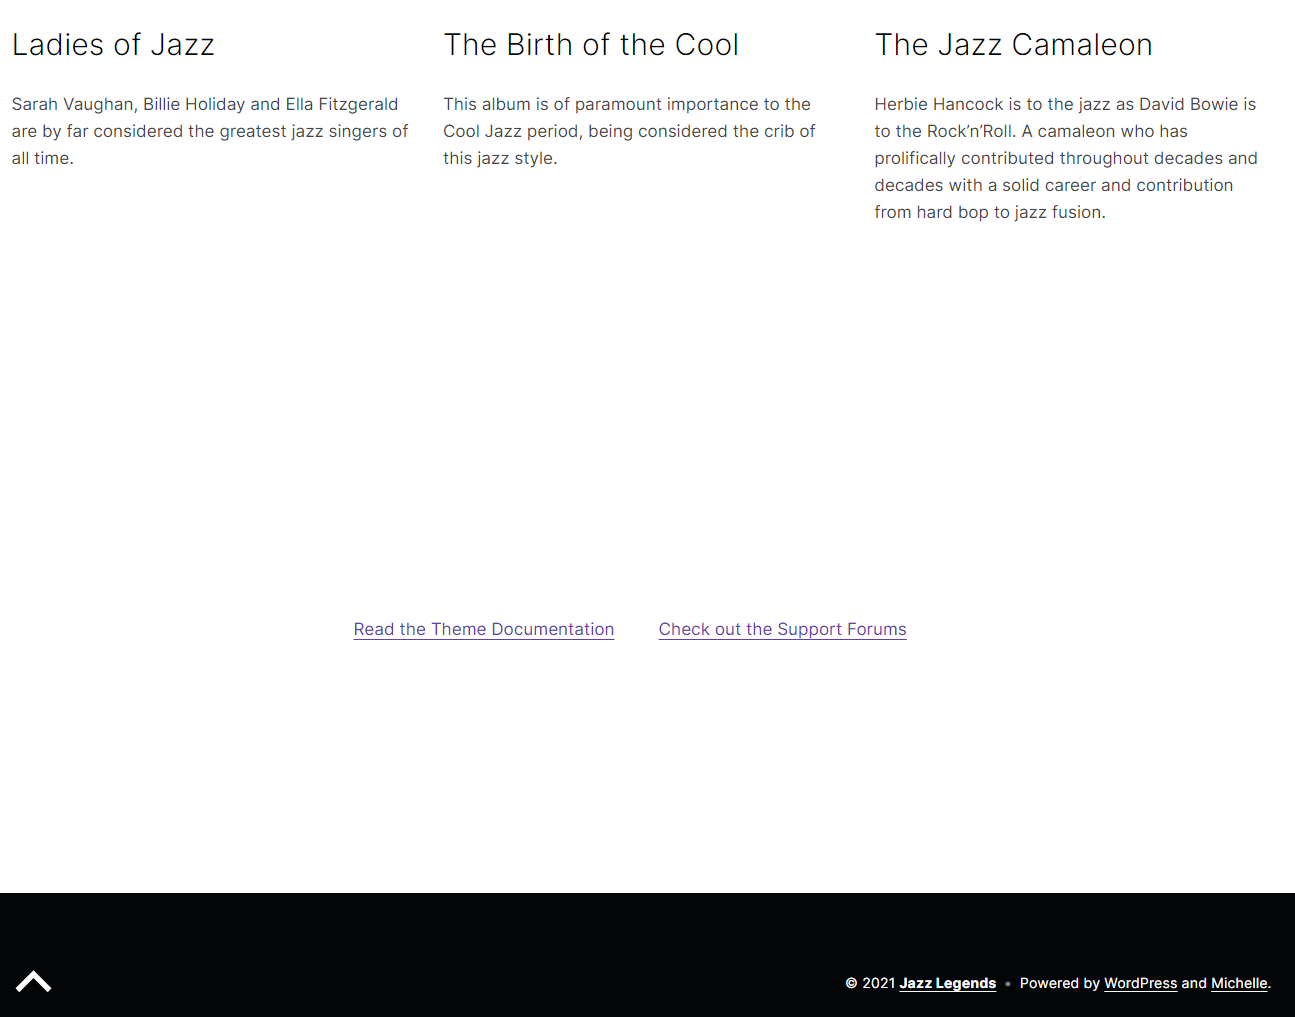 Ladies of Jazz
Sarah Vaughan, Billie Holiday and Ella Fitzgerald
are by far considered the greatest jazz singers of
all time.
The Birth of the Cool
This album is of paramount importance to the
Cool Jazz period, being considered the crib of
this jazz style.
The Jazz Camaleon
Herbie Hancock is to the jazz as David Bowie is
to the Rock’n’Roll. A camaleon who has
prolifically contributed throughout decades and
decades with a solid career and contribution
from hard bop to jazz fusion.
Read the Theme Documentation
Check out the Support Forums
© 2021 Jazz Legends • Powered by WordPress and Michelle.